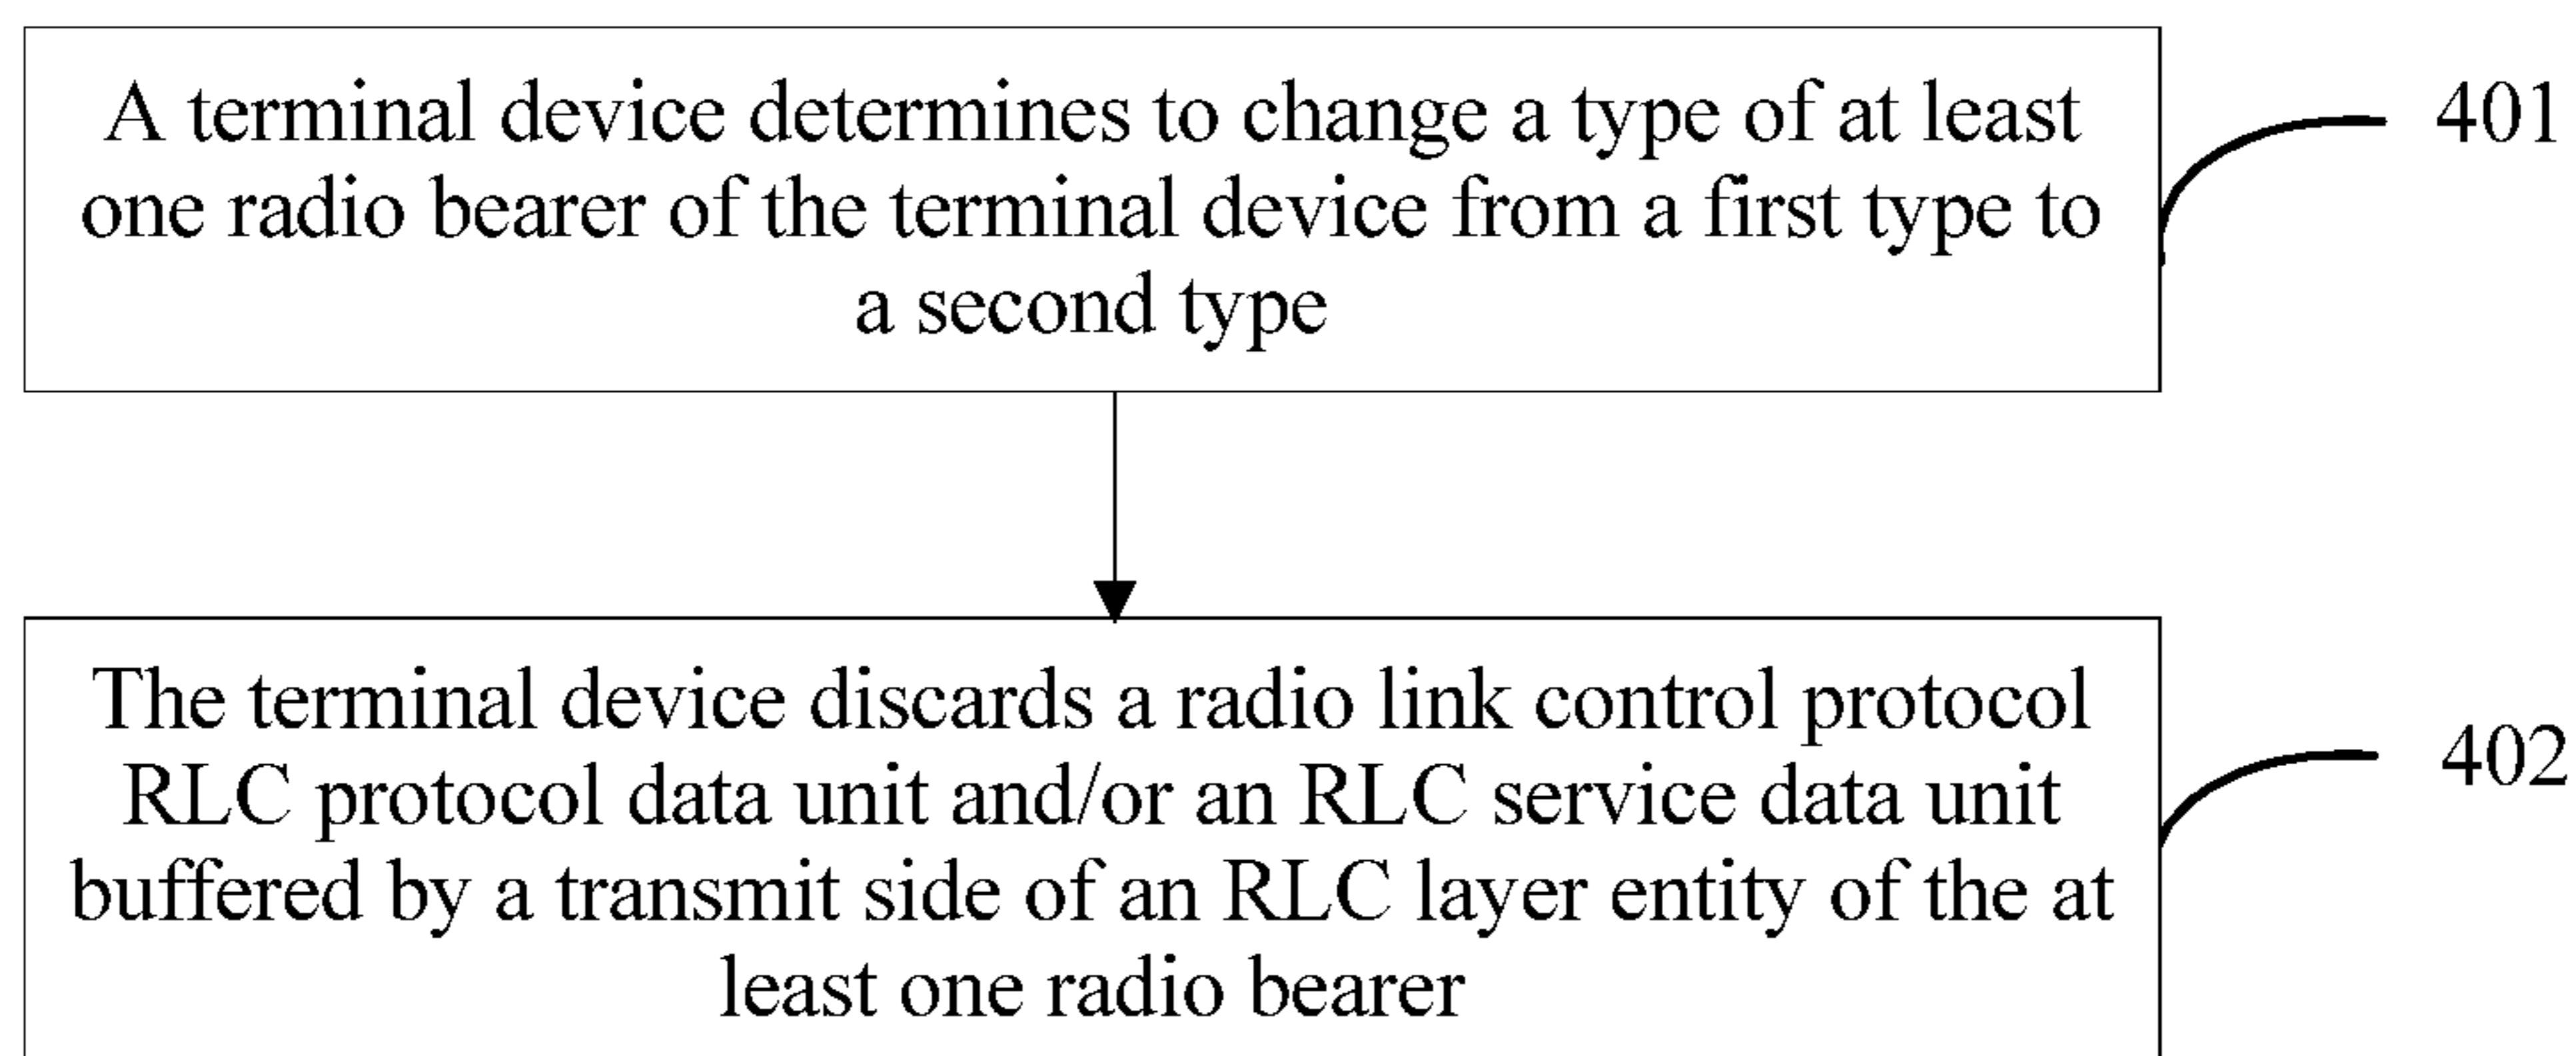 A terminal device determines to change a type of at least
one radio bearer of the terminal device from a first type to
a second type
401
The terminal device discards a radio link control protocol
RLC protocol data unit and/or an RLC service data unit
buffered by a transmit side of an RLC layer entity of the at
least one radio bearer
402